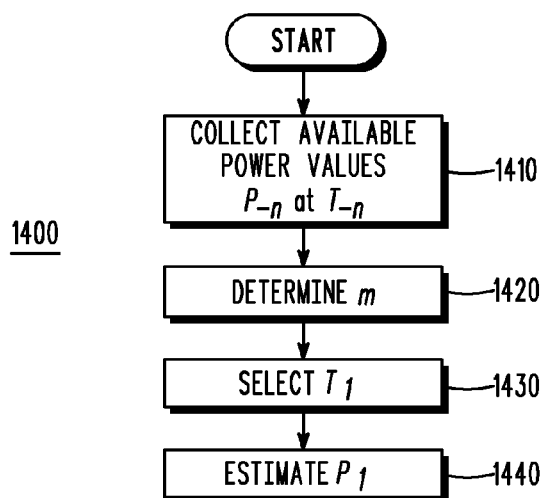 START
COLLECT AVAILABLE
POWER VALUES
P₋ₙ at T₋ₙ
1410
1400
DETERMINE m
1420
SELECT T₁
1430
ESTIMATE P₁
1440